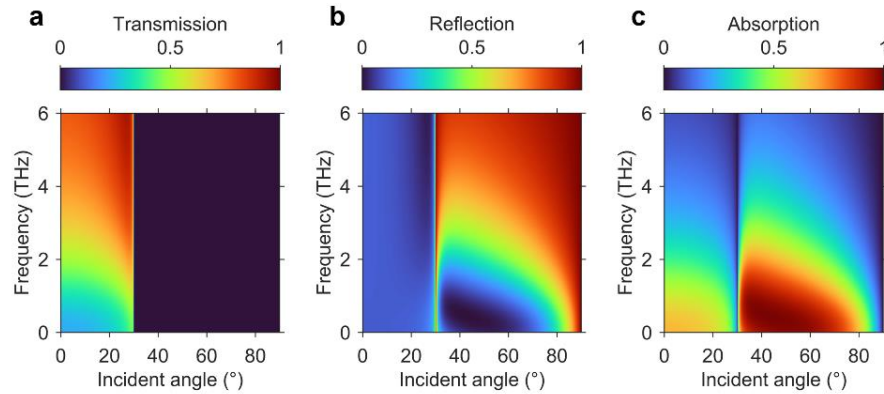 a Transmission
0 0.5 1
6
4
2
0
Frequency (THz)
0 20 40 60 80
Incident angle (°)
b Reflection
0 0.5 1
6
4
2
0
Frequency (THz)
0 20 40 60 80
Incident angle (°)
c Absorption
0 0.5 1
6
4
2
0
Frequency (THz)
0 20 40 60 80
Incident angle (°)